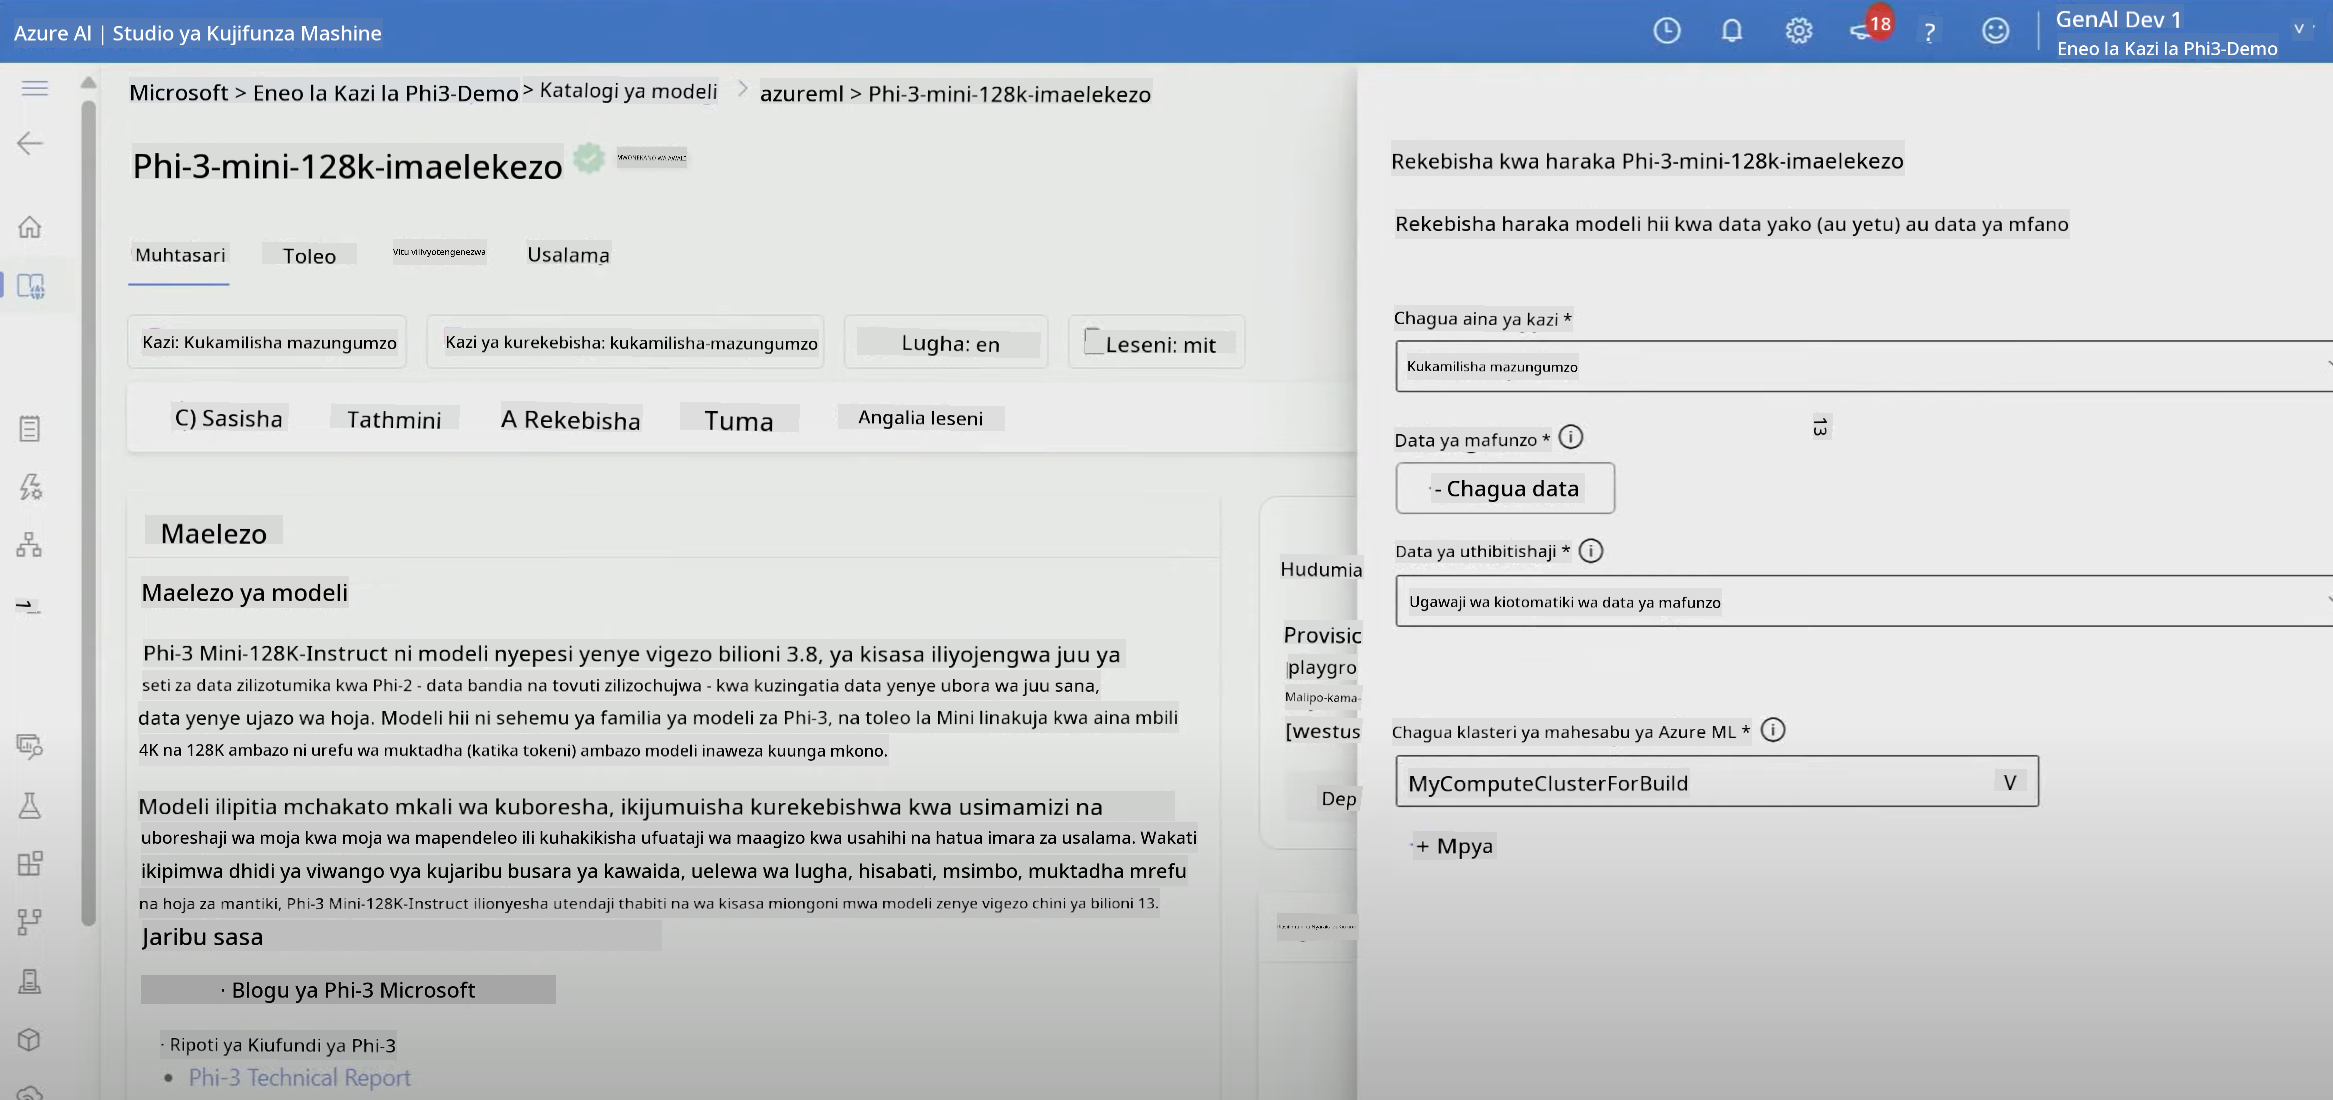 Azure AI | Studio ya Kujifunza Mashine
18
?
GenAI Dev 1
Eneo la Kazi la Phi3-Demo
Microsoft > Eneo la Kazi la Phi3-Demo > Katalogi ya modeli > azureml > Phi-3-mini-128k-imaelekezo
Phi-3-mini-128k-imaelekezo
MWONEKANO WA AWALI
Muhtasari
Toleo
Vitu vilivyotengenezwa
Usalama
Kazi: Kukamilisha mazungumzo
Kazi ya kurekebisha: kukamilisha-mazungumzo
Lugha: en
Leseni: mit
C) Sasisha
Tathmini
A Rekebisha
Tuma
Angalia leseni
Maelezo
Maelezo ya modeli
Phi-3 Mini-128K-Instruct ni modeli nyepesi yenye vigezo bilioni 3.8, ya kisasa iliyojengwa juu ya
seti za data zilizotumika kwa Phi-2 - data bandia na tovuti zilizochujwa - kwa kuzingatia data yenye ubora wa juu sana,
data yenye ujazo wa hoja. Modeli hii ni sehemu ya familia ya modeli za Phi-3, na toleo la Mini linakuja kwa aina mbili
4K na 128K ambazo ni urefu wa muktadha (katika tokeni) ambazo modeli inaweza kuunga mkono.
Modeli ilipitia mchakato mkali wa kuboresha, ikijumuisha kurekebishwa kwa usimamizi na
uboreshaji wa moja kwa moja wa mapendeleo ili kuhakikisha ufuataji wa maagizo kwa usahihi na hatua imara za usalama. Wakati
ikipimwa dhidi ya viwango vya kujaribu busara ya kawaida, uelewa wa lugha, hisabati, msimbo, muktadha mrefu
na hoja za mantiki, Phi-3 Mini-128K-Instruct ilionyesha utendaji thabiti na wa kisasa miongoni mwa modeli zenye vigezo chini ya bilioni 13.
Jaribu sasa
· Blogu ya Phi-3 Microsoft
· Ripoti ya Kiufundi ya Phi-3
• Phi-3 Technical Report
Hudumia
Provisic
playgro
Malipo-kama-
[westus
Dep
Rekebisha kwa haraka Phi-3-mini-128k-imaelekezo
Rekebisha haraka modeli hii kwa data yako (au yetu) au data ya mfano
Chagua aina ya kazi *
Kukamilisha mazungumzo
13
Data ya mafunzo *
- Chagua data
Data ya uthibitishaji *
Ugawaji wa kiotomatiki wa data ya mafunzo
Chagua klasteri ya mahesabu ya Azure ML *
MyComputeClusterForBuild
V
+ Mpya